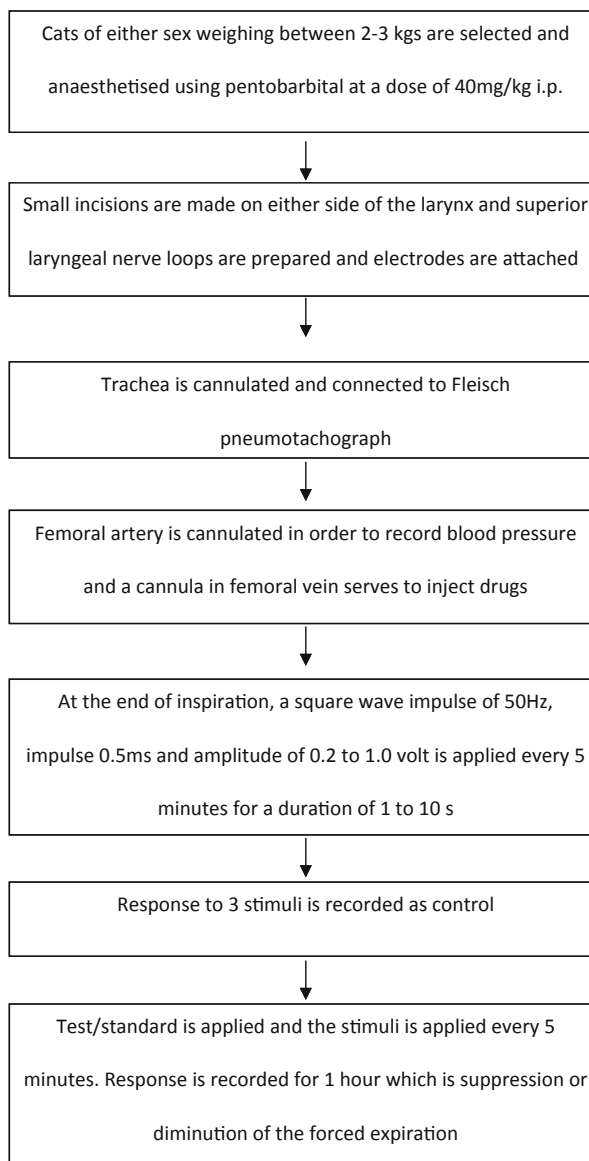 Cats of either sex weighing between 2-3 kgs are selected and
anaesthetised using pentobarbital at a dose of 40mg/kg i.p.
Small incisions are made on either side of the larynx and superior
laryngeal nerve loops are prepared and electrodes are attached
Trachea is cannulated and connected to Fleisch
pneumotachograph
Femoral artery is cannulated in order to record blood pressure
and a cannula in femoral vein serves to inject drugs
At the end of inspiration, a square wave impulse of 50Hz,
impulse 0.5ms and amplitude of 0.2 to 1.0 volt is applied every 5
minutes for a duration of 1 to 10 s
Response to 3 stimuli is recorded as control
Test/standard is applied and the stimuli is applied every 5
minutes. Response is recorded for 1 hour which is suppression or
diminution of the forced expiration